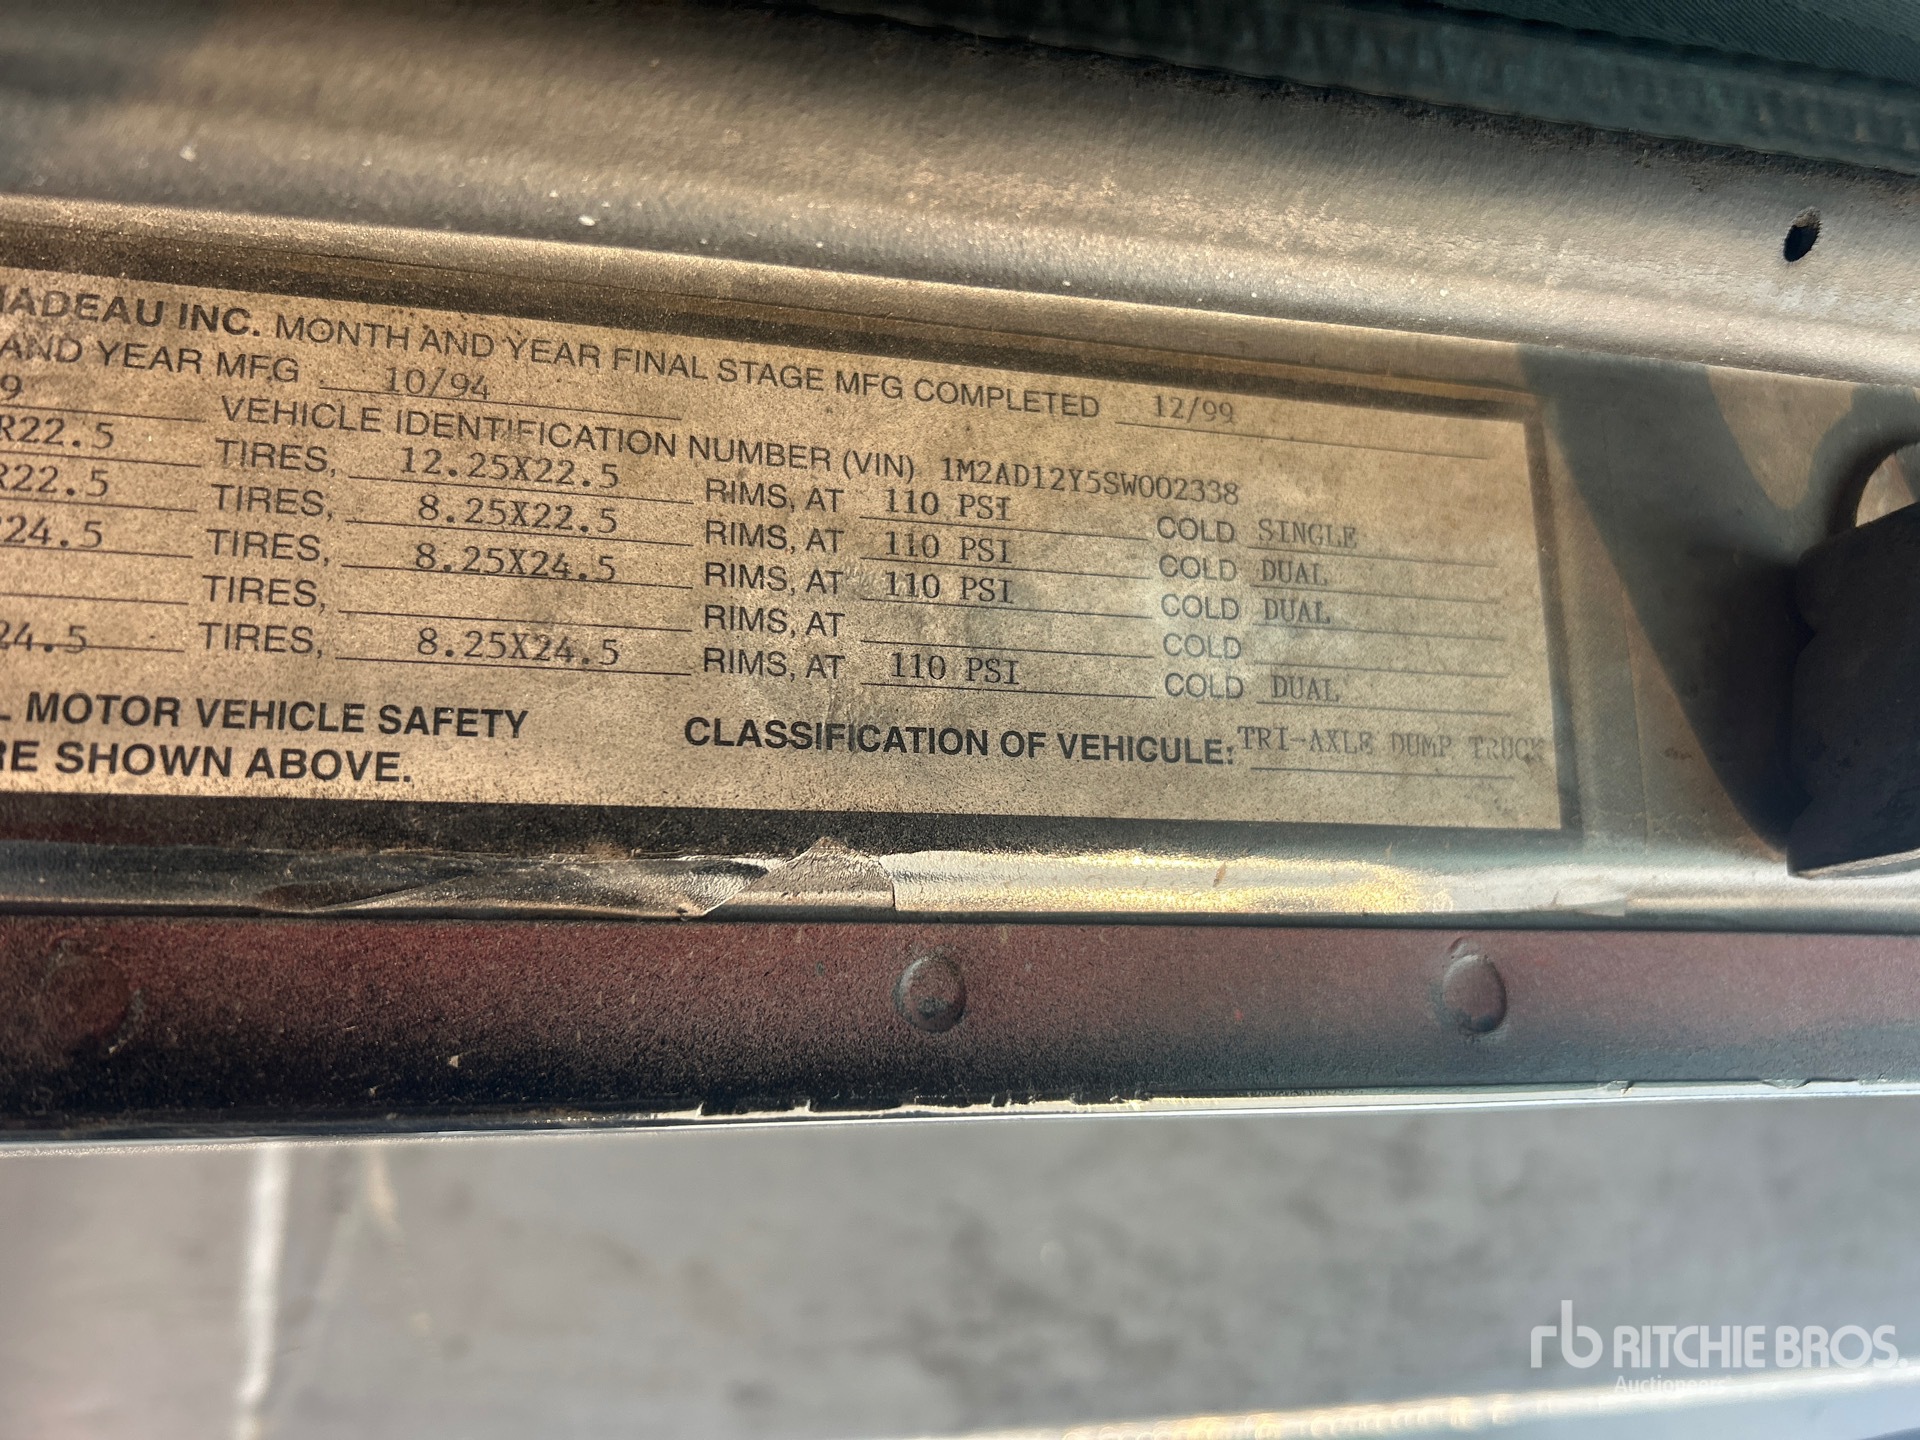 MADEAU INC. MONTH AND YEAR FINAL STAGE MFG COMPLETED 12/99
AND YEAR MFG 10/94
9 VEHICLE IDENTIFICATION NUMBER (VIN) 1M2AD12Y5SW002338
R22.5 TIRES, 12.25X22.5 RIMS, AT 110 PSI COLD SINGLE
R22.5 TIRES, 8.25X22.5 RIMS, AT 110 PSI COLD DUAL
24.5 TIRES, 8.25X24.5 RIMS, AT 110 PSI COLD DUAL
TIRES, RIMS, AT COLD
24.5 TIRES, 8.25X24.5 RIMS, AT 110 PSI COLD DUAL
L MOTOR VEHICLE SAFETY
RE SHOWN ABOVE.
CLASSIFICATION OF VEHICULE: TRI-AXLE DUMP TRUCK
rb RITCHIE BROS.
Auctioneers